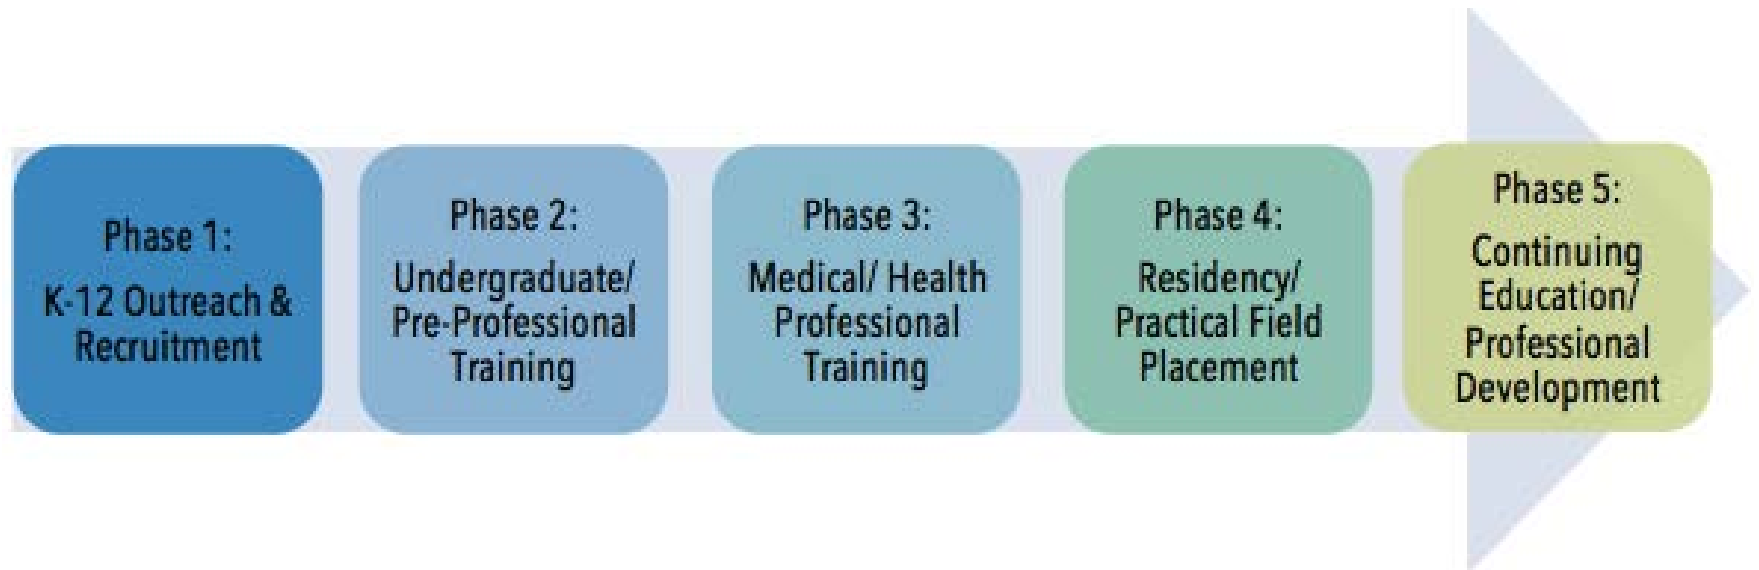 Phase 1:
K-12 Outreach &
Recruitment
Phase 2:
Undergraduate/
Pre-Professional
Training
Phase 3:
Medical/ Health
Professional
Training
Phase 4:
Residency/
Practical Field
Placement
Phase 5:
Continuing
Education/
Professional
Development